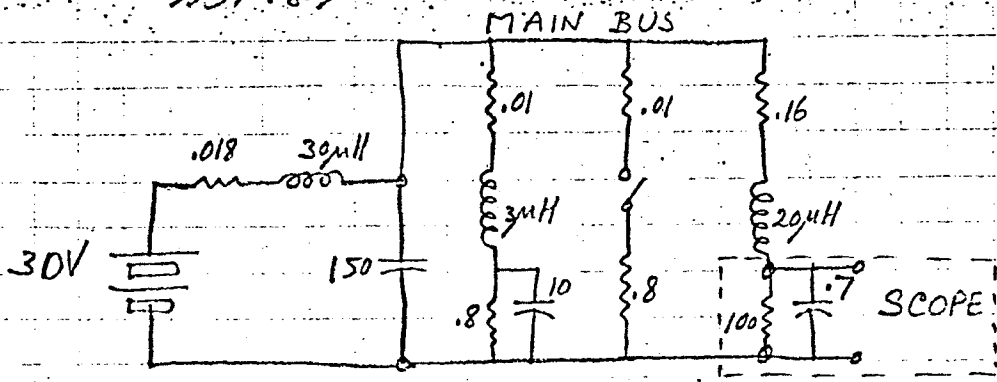 MAIN BUS
.01
.01
.16
.018
30μH
3μH
20μH
30V
150
10
.8
.8
100
.7
SCOPE